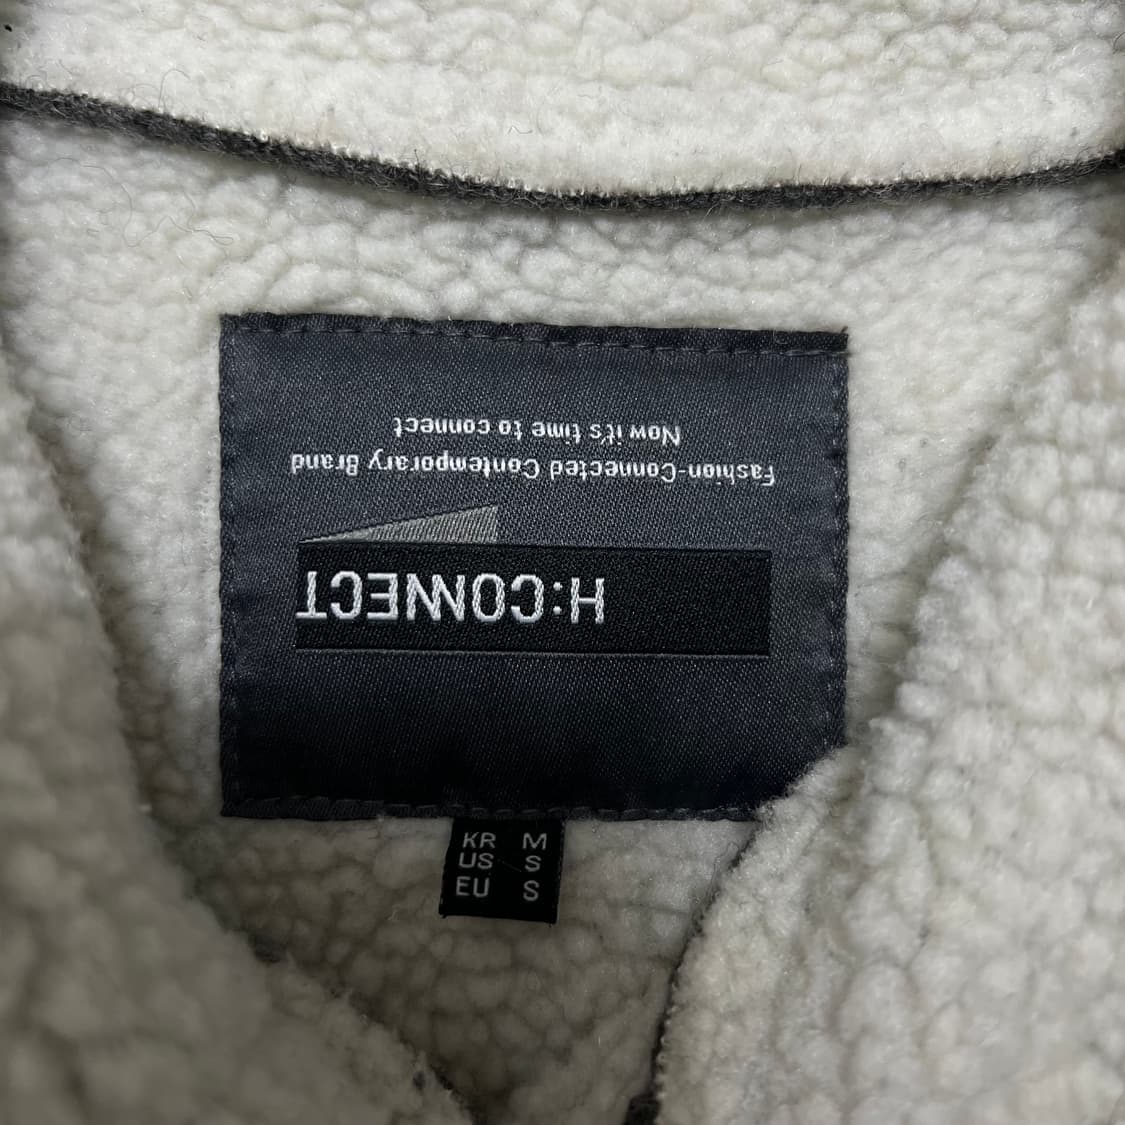 H:CONNECT
Fashion-Connected Contemporary Brand
Now it's time to connect
KR M
US S
EU S